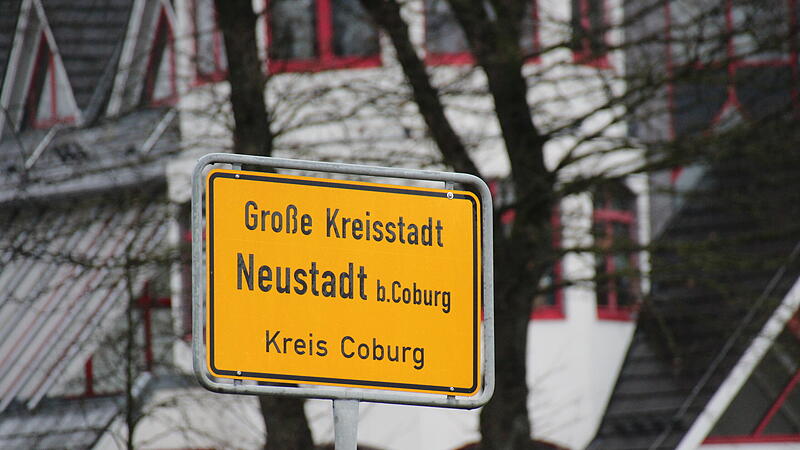 Große Kreisstadt
Neustadt b.Coburg
Kreis Coburg